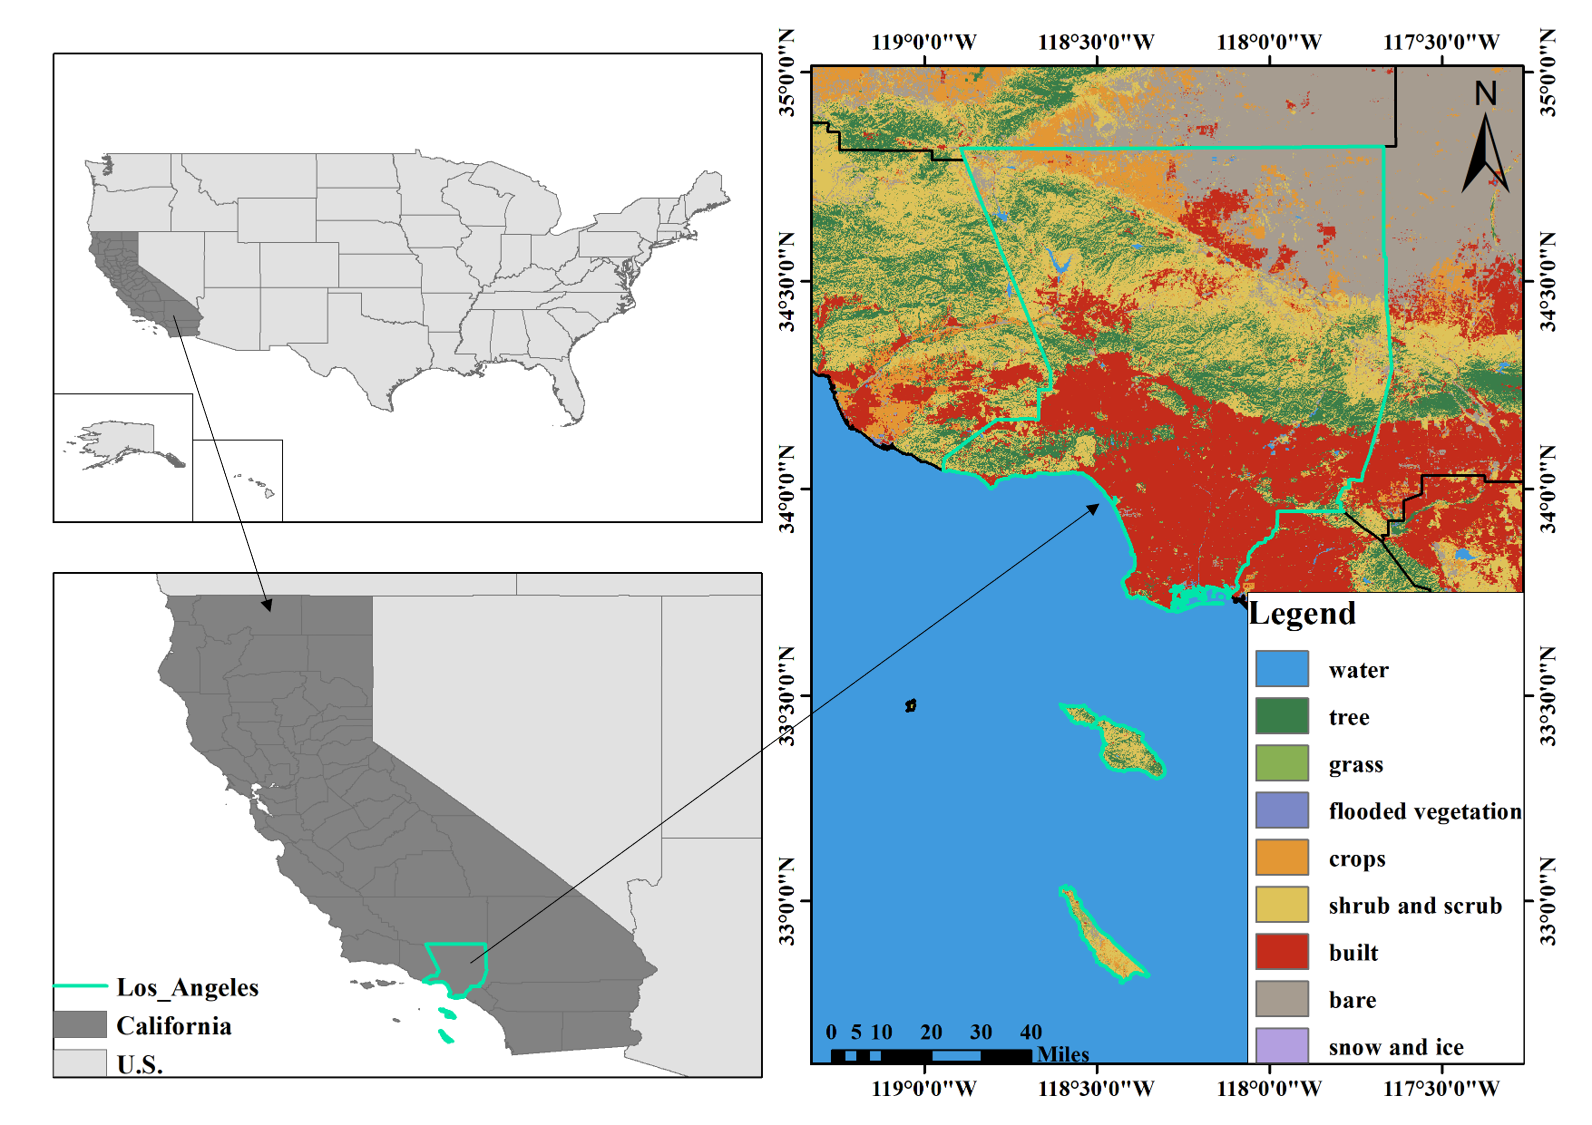 119°0'0"W 118°30'0"W 118°0'0"W 117°30'0"W
35°0'0"N
35°0'0"N
N
34°30'0"N
34°30'0"N
34°0'0"N
34°0'0"N
33°30'0"N
33°30'0"N
33°0'0"N
33°0'0"N
Legend
water
tree
grass
flooded vegetation
crops
shrub and scrub
built
bare
snow and ice
Los_Angeles
California
U.S.
0 5 10 20 30 40
Miles
119°0'0"W 118°30'0"W 118°0'0"W 117°30'0"W